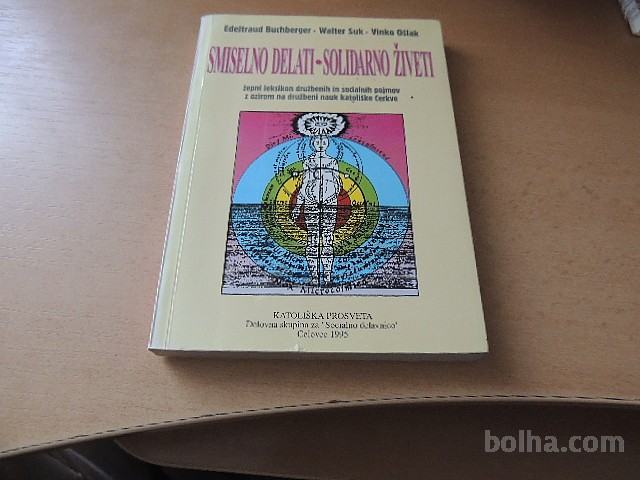 Edeltraud Buchberger - Walter Suk - Vinko Ošlak
SMISELNO DELATI • SOLIDARNO ŽIVETI
žepni leksikon družbenih in socialnih pojmov
z ozirom na družbeni nauk katoliške Cerkve
KATOLIŠKA PROSVETA
Delovna skupina za "Socialno delavnico"
Celovec 1995
bolha.com